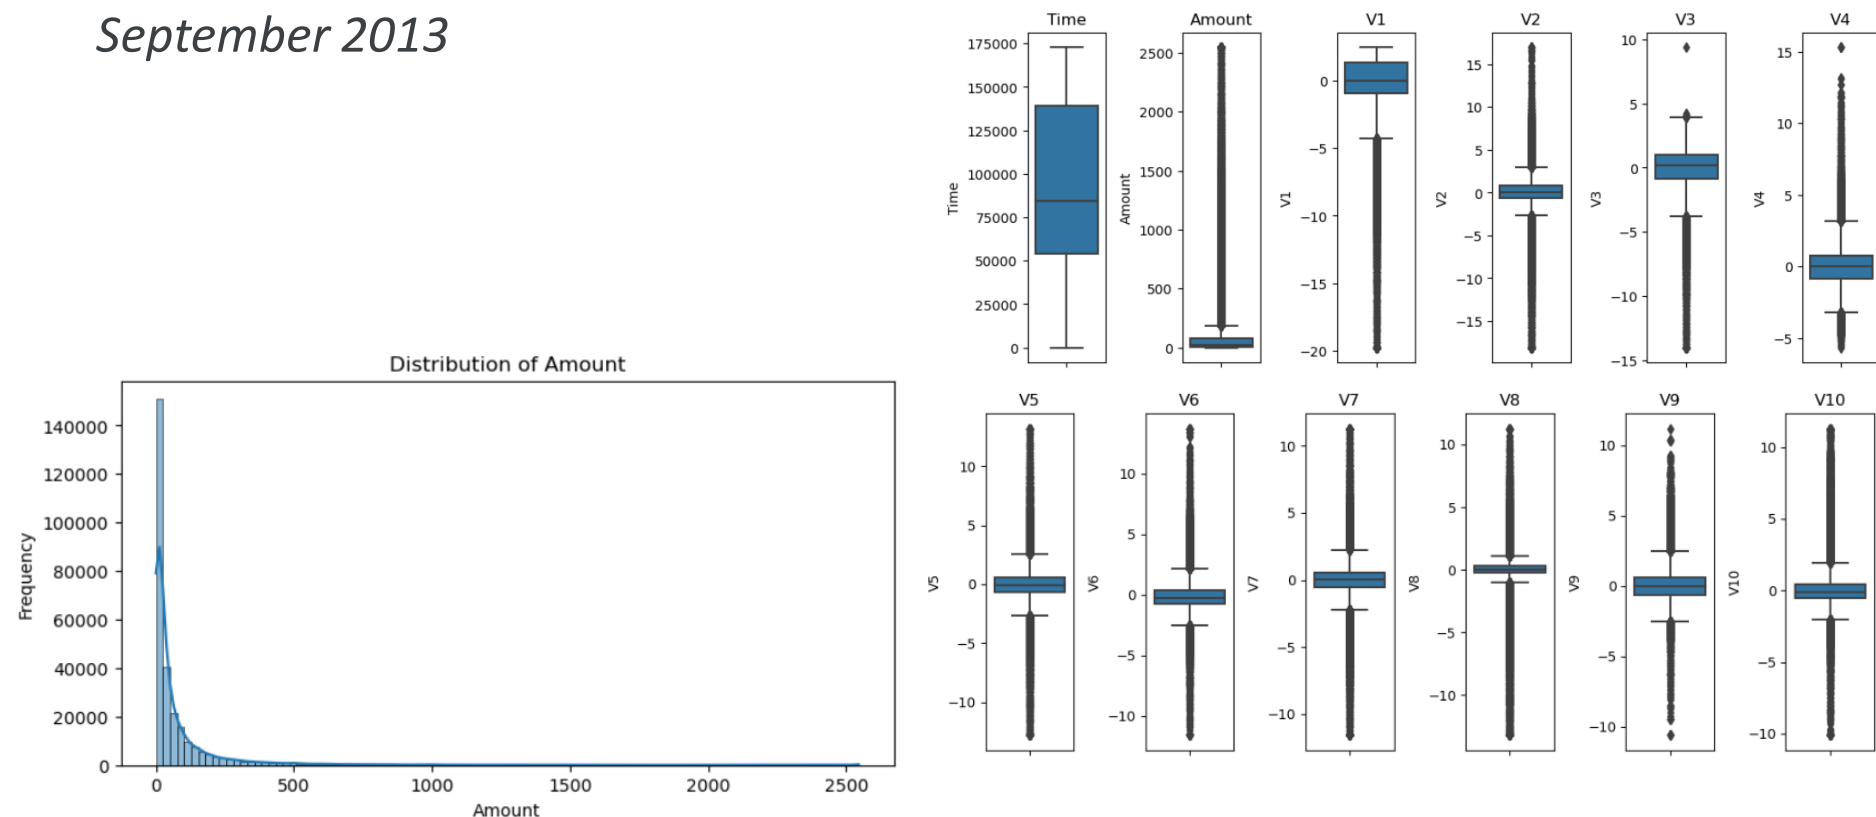 September 2013
Time
Amount
V1
V2
V3
V4
175000
150000
125000
100000
75000
50000
25000
0
Time
2500
2000
1500
1000
500
0
Amount
0
−5
−10
−15
−20
V1
15
10
5
0
−5
−10
−15
V2
10
5
0
−5
−10
−15
V3
15
10
5
0
−5
V4
Distribution of Amount
140000
120000
100000
80000
60000
40000
20000
0
Frequency
0
500
1000
1500
2000
2500
Amount
V5
V6
V7
V8
V9
V10
10
5
0
−5
−10
V5
10
5
0
−5
−10
V6
10
5
0
−5
−10
V7
10
5
0
−5
−10
V8
10
5
0
−5
−10
V9
10
5
0
−5
−10
V10